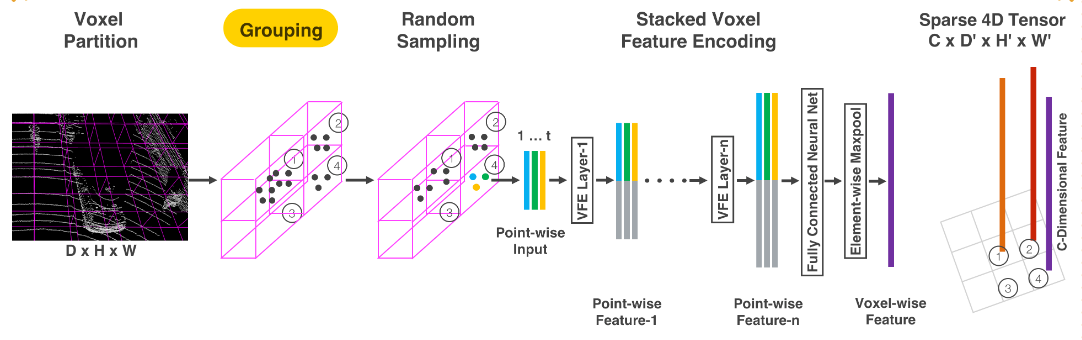 Voxel
Partition
Grouping
Random
Sampling
Stacked Voxel
Feature Encoding
Sparse 4D Tensor
C x D' x H' x W'
D x H x W
1
2
3
4
1
2
3
4
1 ... t
Point-wise
Input
VFE Layer-1
Point-wise
Feature-1
VFE Layer-n
Point-wise
Feature-n
Fully Connected Neural Net
Element-wise Maxpool
Voxel-wise
Feature
C-Dimensional Feature
1
2
3
4